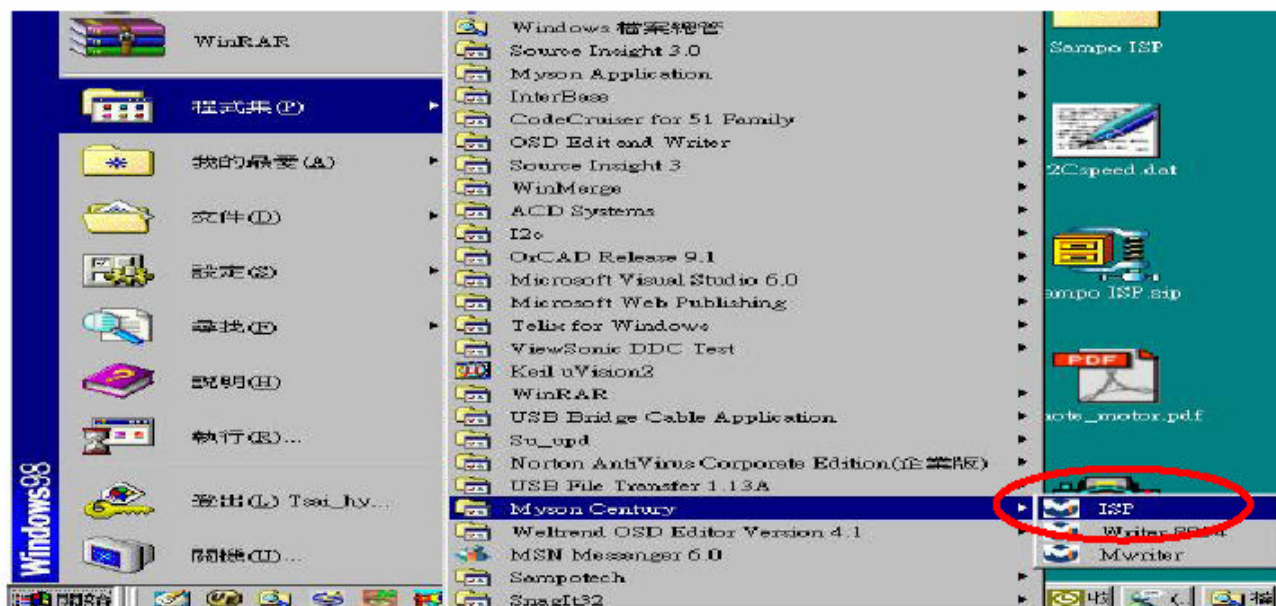 WinRAR
程式集(P)
我的最愛(A)
文件(D)
設定(S)
尋找(F)
說明(H)
執行(R)...
登出(L) Tsai_hy...
關機(U)...
Windows98
開始
Windows 檔案總管
Source Insight 3.0
Myson Application
InterBase
CodeCruiser for 51 Family
OSD Edit and Writer
Source Insight 3
WinMerge
ACD Systems
I2c
OrCAD Release 9.1
Microsoft Visual Studio 6.0
Microsoft Web Publishing
Telix for Windows
ViewSonic DDC Test
Keil uVision2
WinRAR
USB Bridge Cable Application
Su_upd
Norton AntiVirus Corporate Edition(企業版)
USB File Transfer 1.13A
Myson Century
Weltrend OSD Editor Version 4.1
MSN Messenger 6.0
Sampotech
SnagIt32
Sampo ISP
2Cspeed.dat
ampo ISP.zip
PDF
note_motor.pdf
ISP
Writer
Mwriter